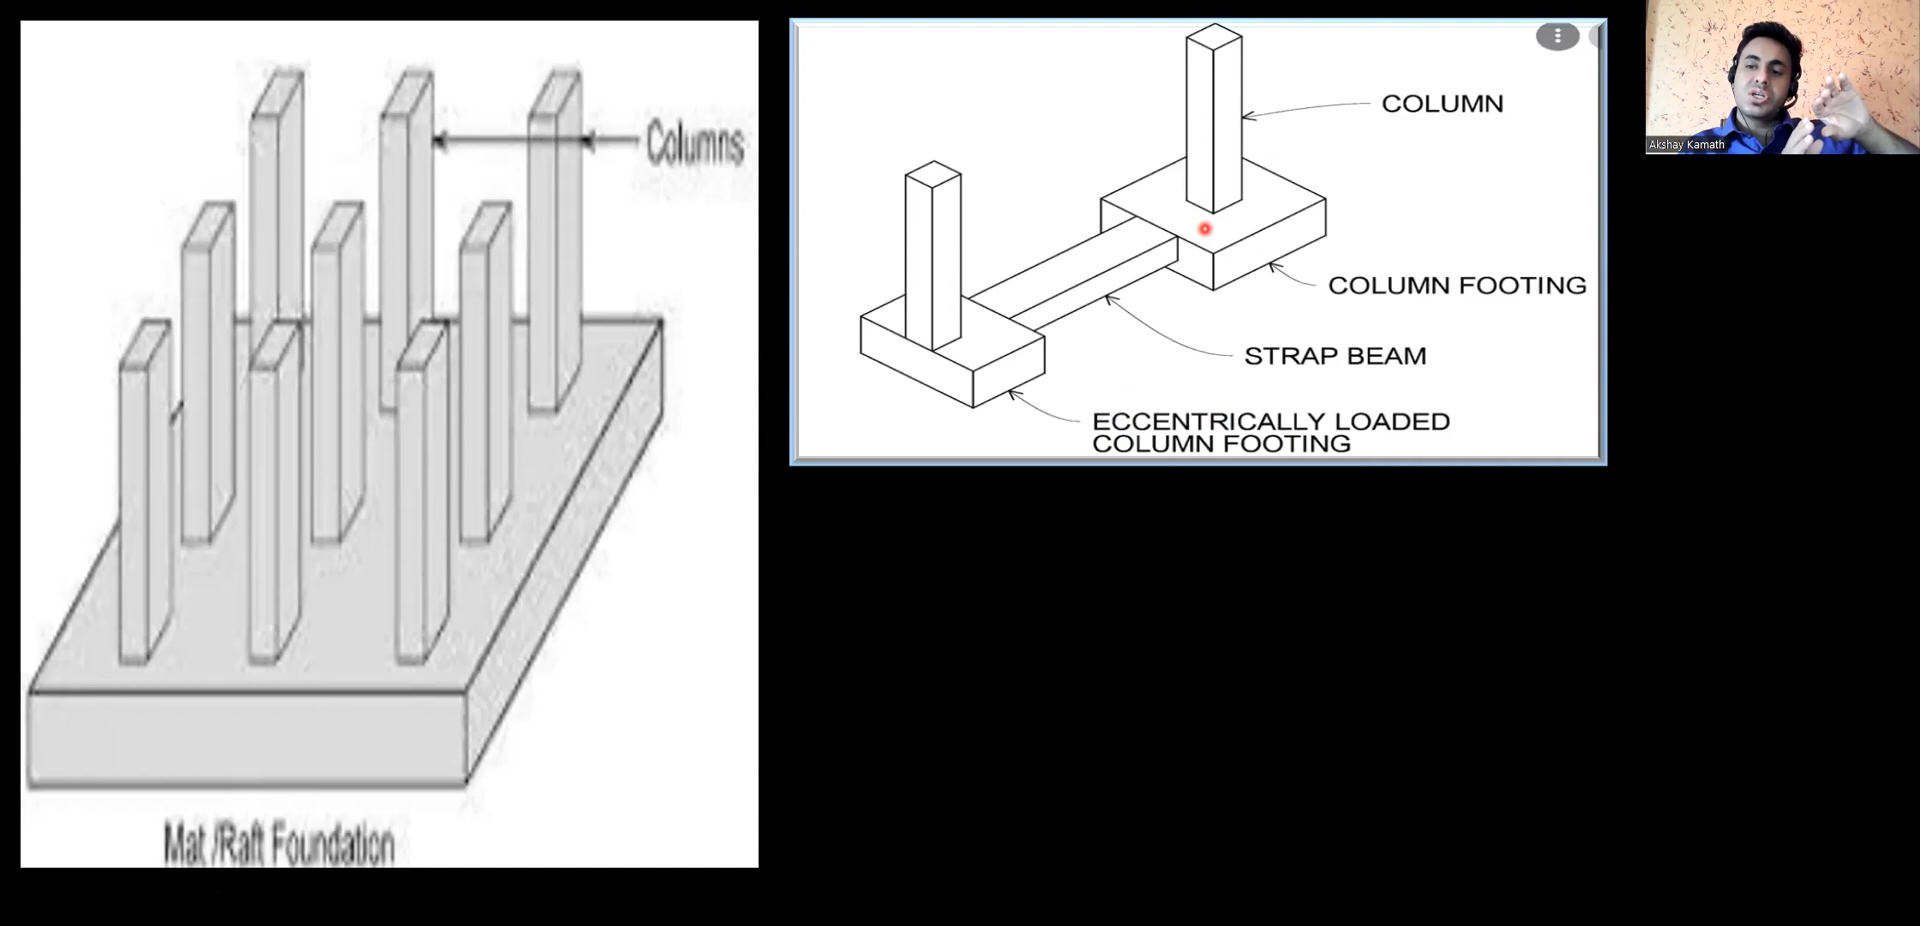 Columns
Mat /Raft Foundation
COLUMN
COLUMN FOOTING
STRAP BEAM
ECCENTRICALLY LOADED
COLUMN FOOTING
Akshay Kamath